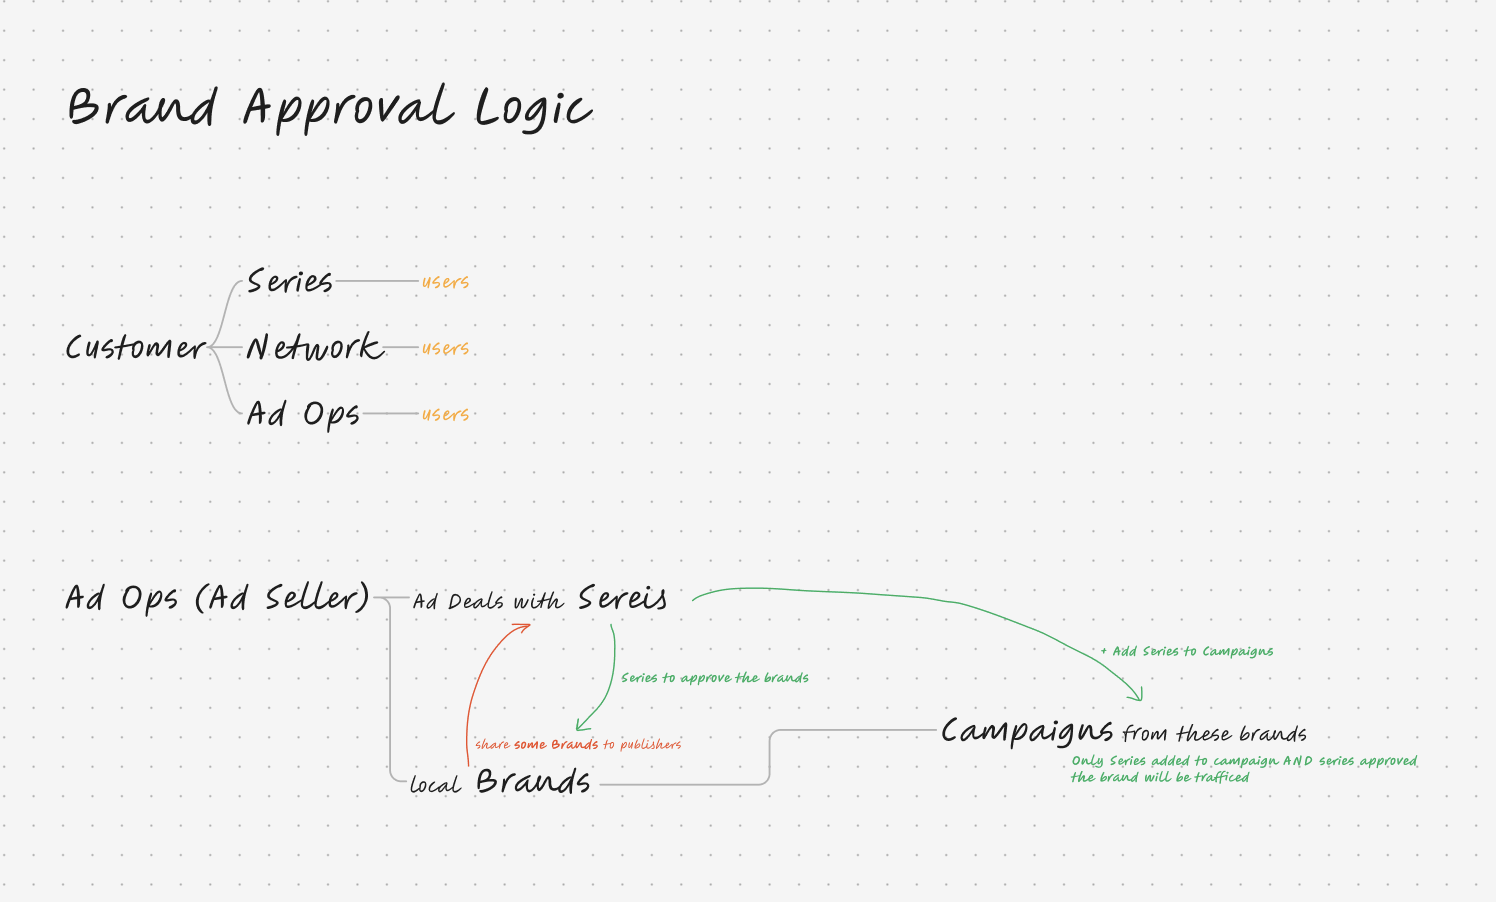 Brand Approval Logic
Series
users
Customer
Network
users
Ad Ops
users
Ad Ops (Ad Seller)
Ad Deals with Sereis
+ Add Series to Campaigns
Series to approve the brands
share some Brands to publishers
Campaigns from these brands
Only Series added to campaign AND series approved
the brand will be trafficed
local Brands